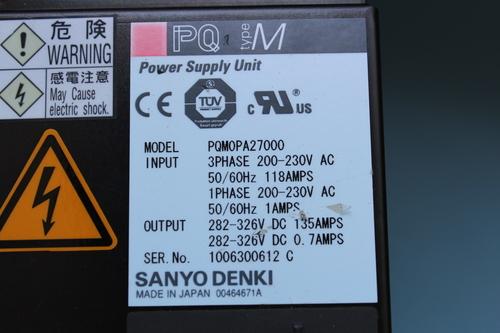 危険
WARNING
感電注意
May Cause
electric shock.
PQ type M
Power Supply Unit
CE TÜV c RU US
MODEL PQM0PA27000
INPUT 3PHASE 200-230V AC
50/60Hz 118AMPS
1PHASE 200-230V AC
50/60Hz 1AMPS
OUTPUT 282-326V DC 135AMPS
282-326V DC 0.7AMPS
SER.No. 1006300612 C
SANYO DENKI
MADE IN JAPAN 00464671A